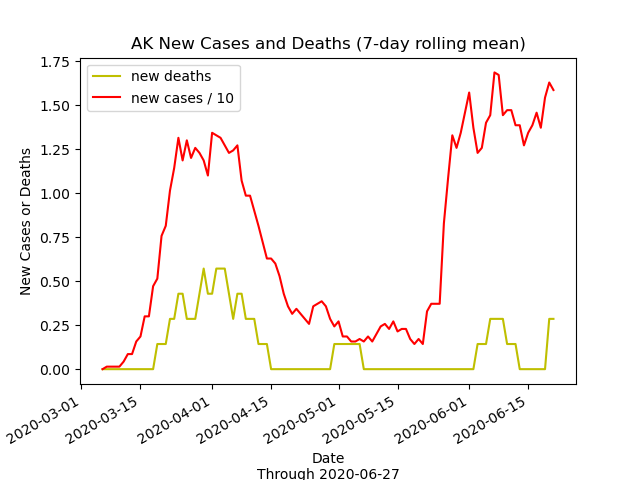 AK New Cases and Deaths (7-day rolling mean)
new deaths
new cases / 10
1.75
1.50
1.25
1.00
0.75
0.50
0.25
0.00
New Cases or Deaths
2020-03-01
2020-03-15
2020-04-01
2020-04-15
2020-05-01
2020-05-15
2020-06-01
2020-06-15
Date
Through 2020-06-27